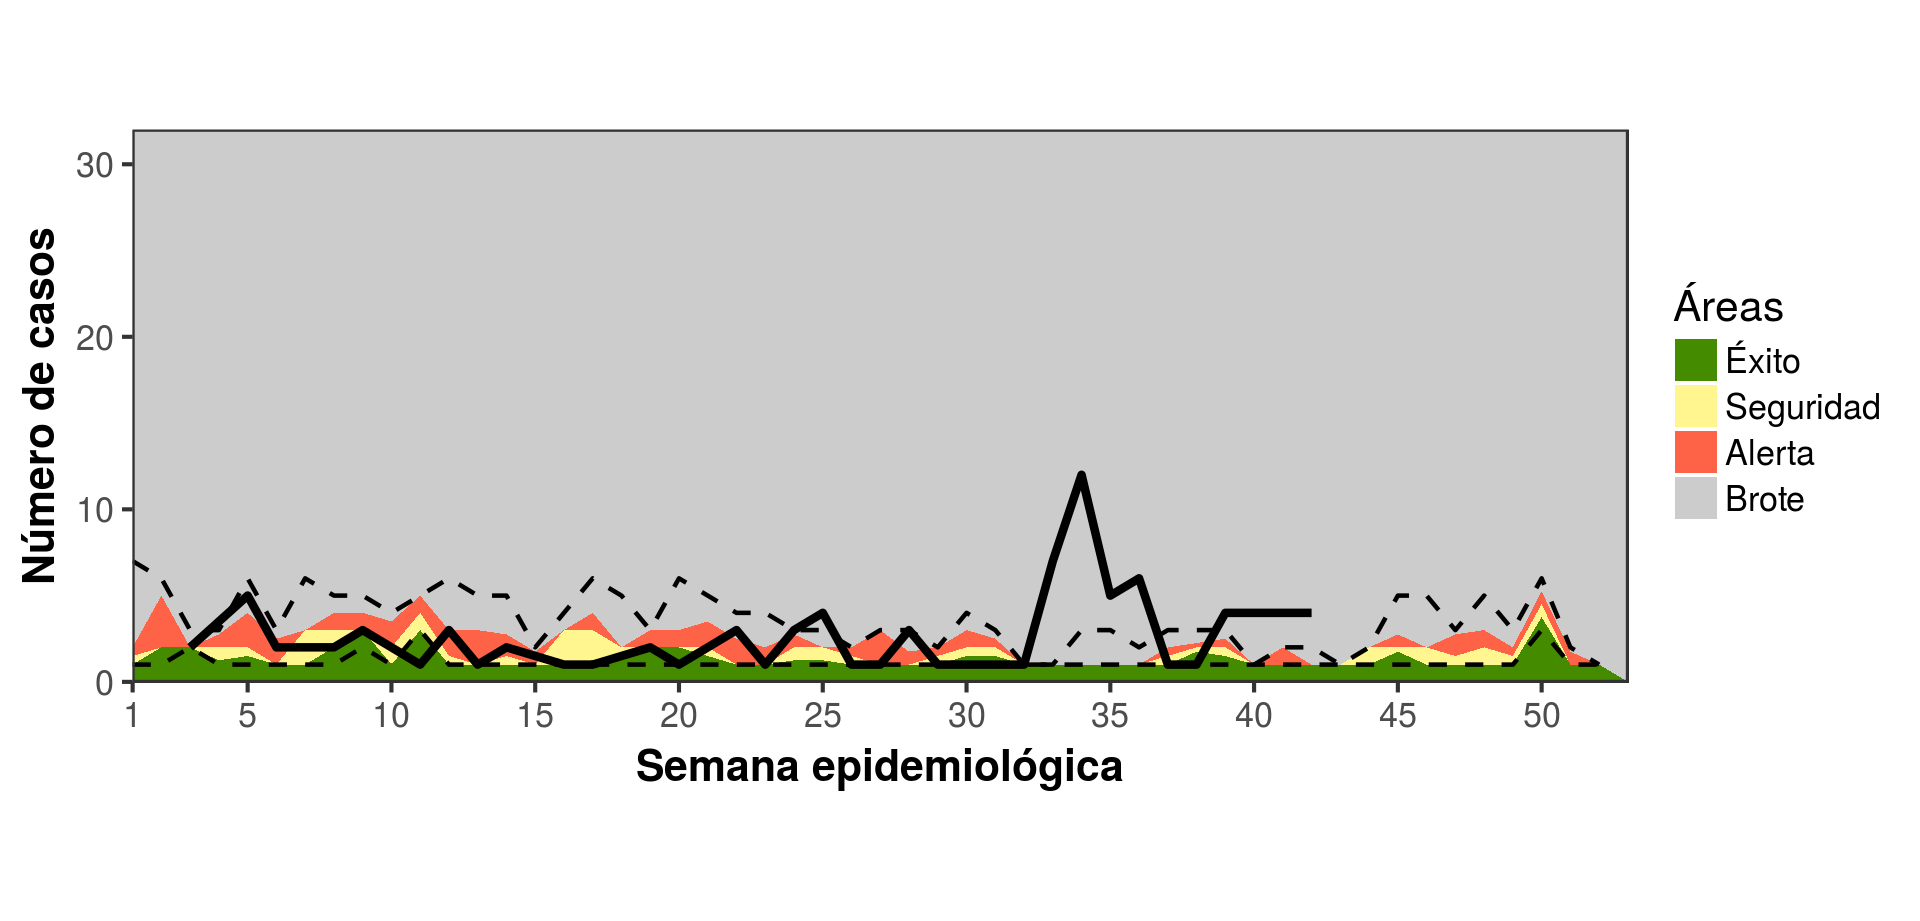 Número de casos
30
20
10
0
1 5 10 15 20 25 30 35 40 45 50
Semana epidemiológica
Áreas
Éxito
Seguridad
Alerta
Brote